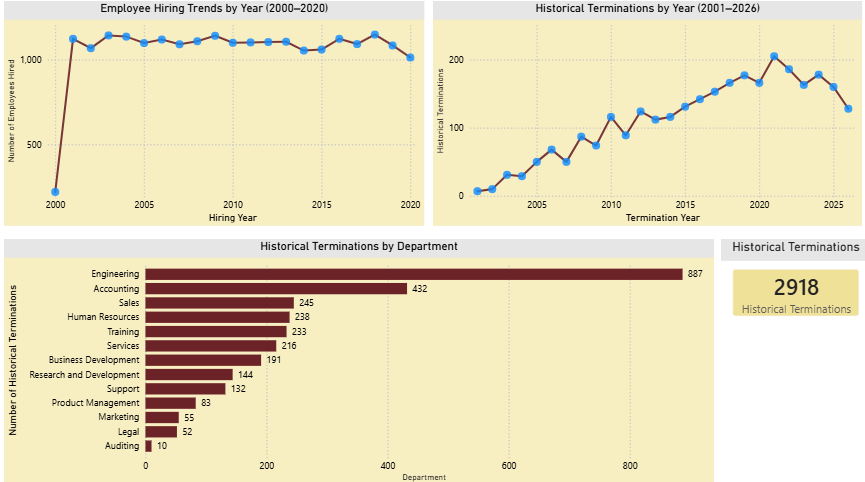 Employee Hiring Trends by Year (2000–2020)
Number of Employees Hired
1,000
500
2000
2005
2010
2015
2020
Hiring Year
Historical Terminations by Year (2001–2026)
Historical Terminations
200
100
0
2005
2010
2015
2020
2025
Termination Year
Historical Terminations by Department
Number of Historical Terminations
Engineering 887
Accounting 432
Sales 245
Human Resources 238
Training 233
Services 216
Business Development 191
Research and Development 144
Support 132
Product Management 83
Marketing 55
Legal 52
Auditing 10
0
200
400
600
800
Department
Historical Terminations
2918
Historical Terminations